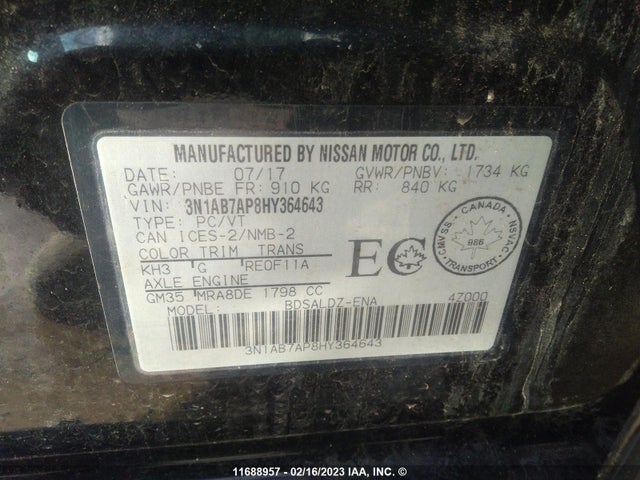 MANUFACTURED BY NISSAN MOTOR CO., LTD.
DATE: 07/17 GVWR/PNBV: 1734 KG
GAWR/PNBE FR: 910 KG RR: 840 KG
VIN: 3N1AB7AP8HY364643
TYPE: PC/VT
CAN ICES-2/NMB-2
COLOR TRIM TRANS
KH3 G RE0F11A
AXLE ENGINE
GM35 MRA8DE 1798 CC
MODEL: BDSALDZ-ENA 47000
3N1AB7AP8HY364643
EC
CANADA
CMVSS NSVAC
986
TRANSPORT
11688957 - 02/16/2023 IAA, INC. ©